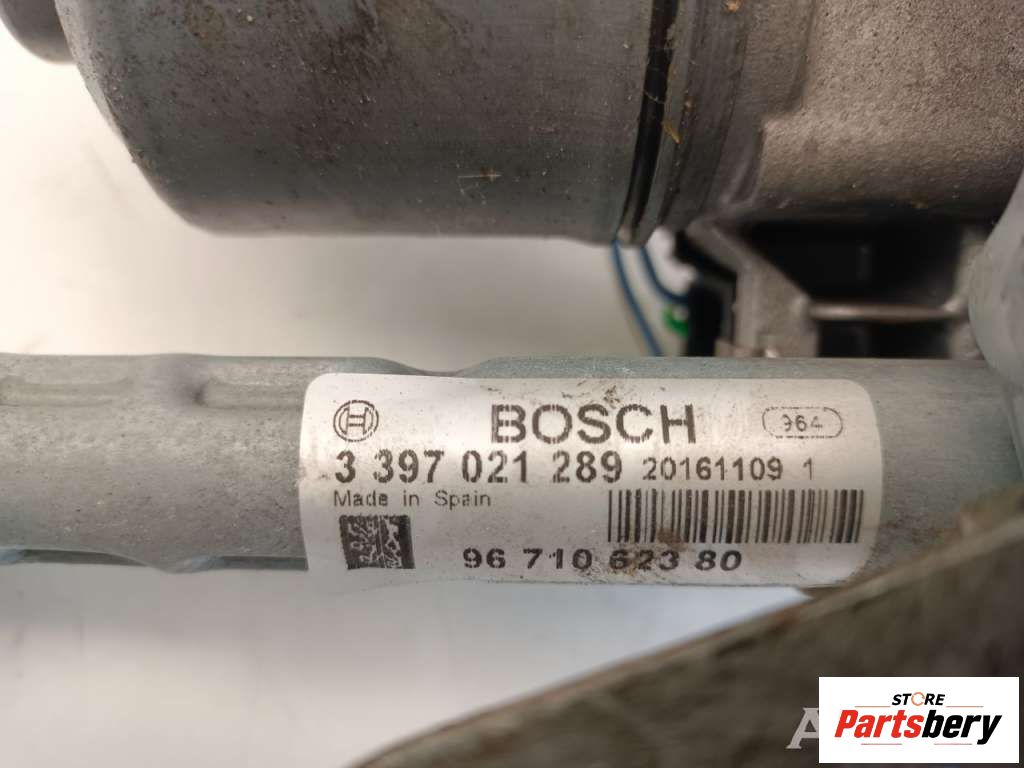 BOSCH 964
3 397 021 289 20161109 1
Made in Spain
96 710 623 80
STORE
Partsbery